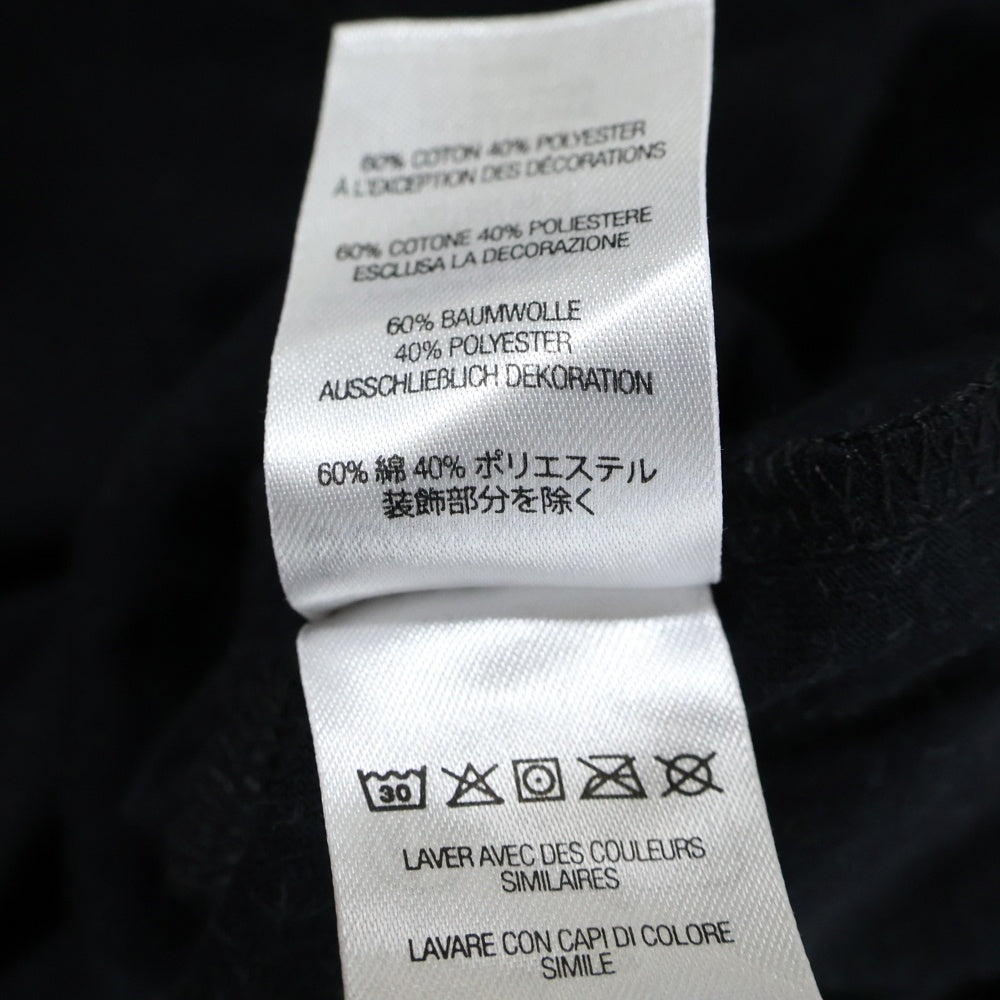 60% COTON 40% POLYESTER
À L'EXCEPTION DES DÉCORATIONS
60% COTONE 40% POLIESTERE
ESCLUSA LA DECORAZIONE
60% BAUMWOLLE
40% POLYESTER
AUSSCHLIEßLICH DEKORATION
60% 綿 40% ポリエステル
装飾部分を除く
30
LAVER AVEC DES COULEURS
SIMILAIRES
LAVARE CON CAPI DI COLORE
SIMILE